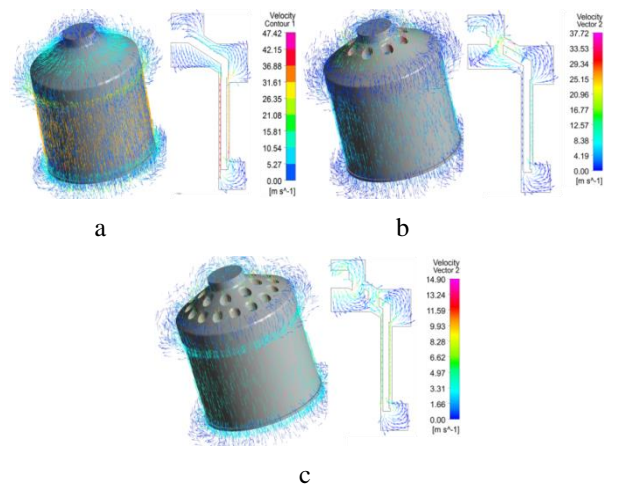 Velocity
Contour 1
47.42
42.15
36.88
31.61
26.35
21.08
15.81
10.54
5.27
0.00
[m s^-1]
a
Velocity
Vector 2
37.72
33.53
29.34
25.15
20.96
16.77
12.57
8.38
4.19
0.00
[m s^-1]
b
Velocity
Vector 2
14.90
13.24
11.59
9.93
8.28
6.62
4.97
3.31
1.66
0.00
[m s^-1]
c